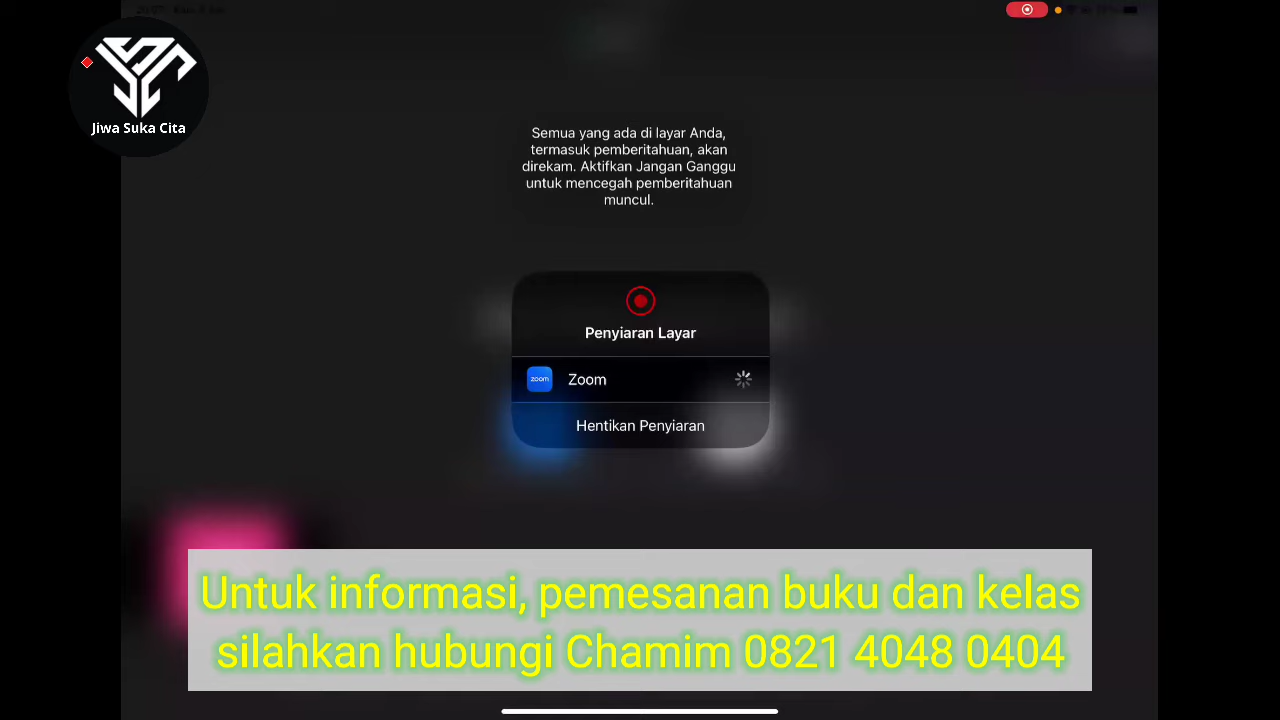 Jiwa Suka Cita
Semua yang ada di layar Anda,
termasuk pemberitahuan, akan
direkam. Aktifkan Jangan Ganggu
untuk mencegah pemberitahuan
muncul.
Penyiaran Layar
zoom
Zoom
Hentikan Penyiaran
Untuk informasi, pemesanan buku dan kelas
silahkan hubungi Chamim 0821 4048 0404